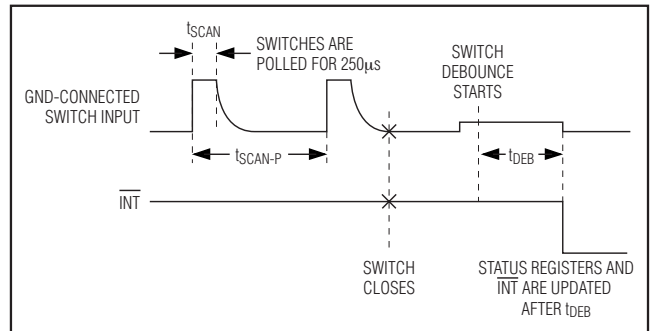 tSCAN
SWITCHES ARE
POLLED FOR 250μs
SWITCH
DEBOUNCE
STARTS
GND-CONNECTED
SWITCH INPUT
tSCAN-P
tDEB
INT
SWITCH
CLOSES
STATUS REGISTERS AND
INT ARE UPDATED
AFTER tDEB